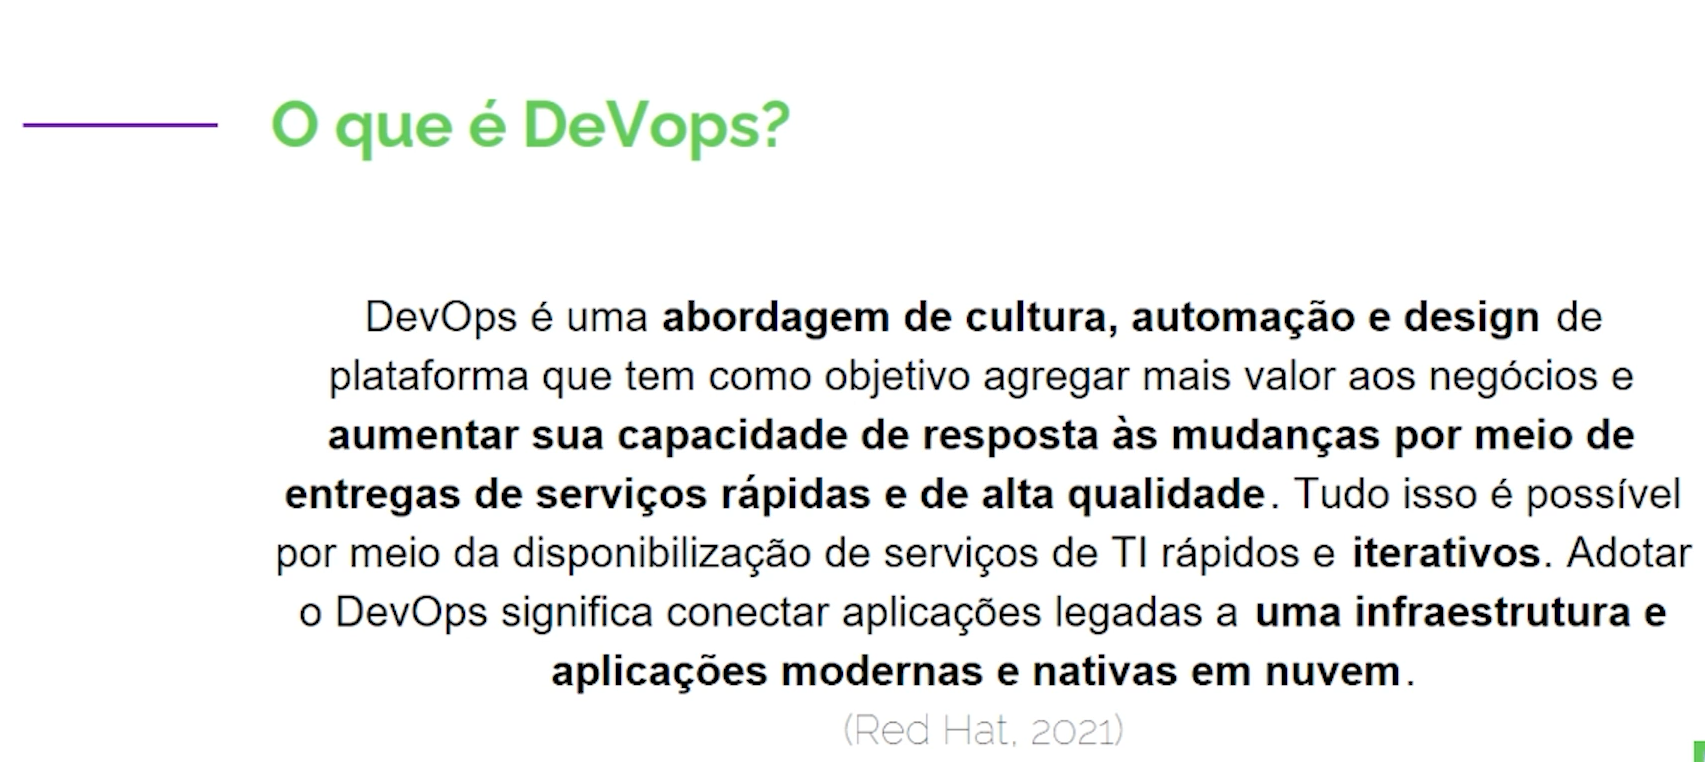 O que é DeVops?
DevOps é uma abordagem de cultura, automação e design de
plataforma que tem como objetivo agregar mais valor aos negócios e
aumentar sua capacidade de resposta às mudanças por meio de
entregas de serviços rápidas e de alta qualidade. Tudo isso é possível
por meio da disponibilização de serviços de TI rápidos e iterativos. Adotar
o DevOps significa conectar aplicações legadas a uma infraestrutura e
aplicações modernas e nativas em nuvem.
(Red Hat, 2021)